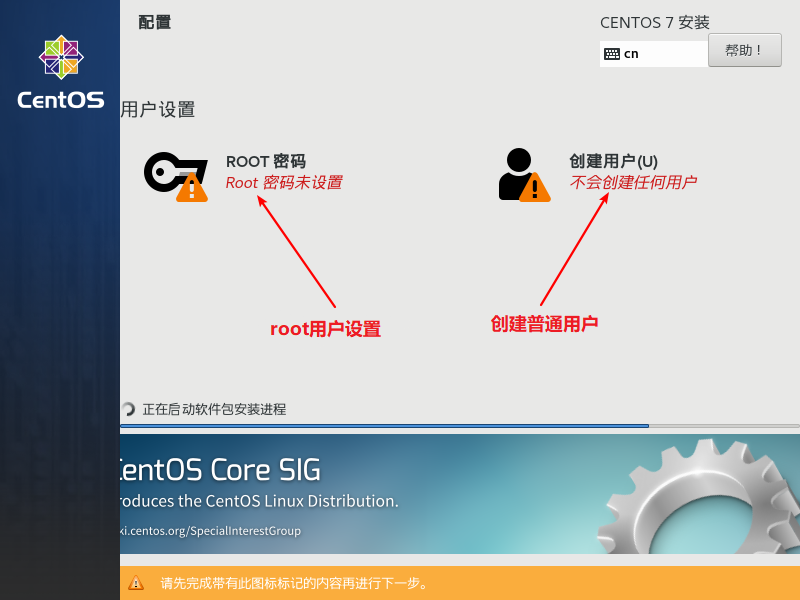 配置
CENTOS 7 安装
cn
帮助！
CentOS
用户设置
ROOT 密码
Root 密码未设置
创建用户(U)
不会创建任何用户
root用户设置
创建普通用户
正在启动软件包安装进程
CentOS Core SIG
roduces the CentOS Linux Distribution.
ki.centos.org/SpecialInterestGroup
请先完成带有此图标标记的内容再进行下一步。